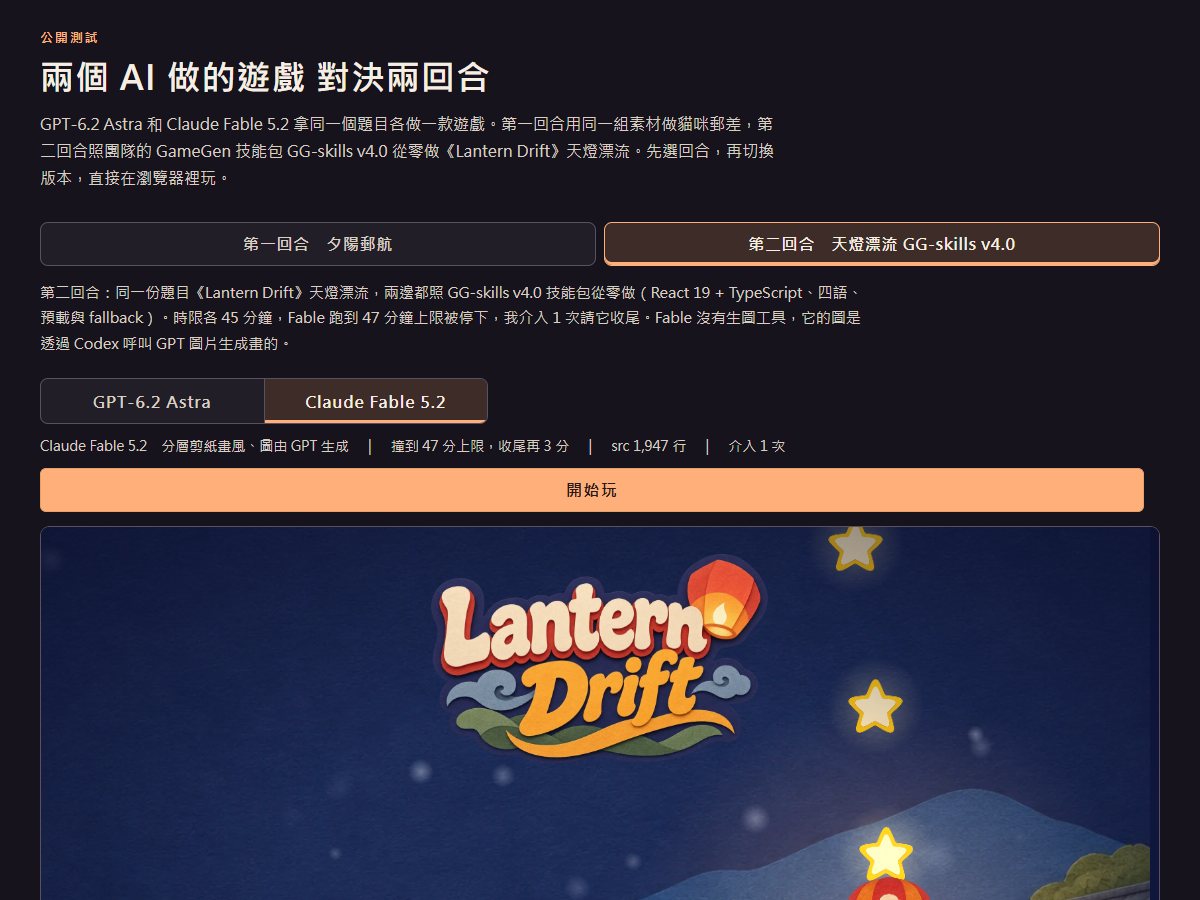 公開測試
兩個 AI 做的遊戲 對決兩回合
GPT-6.2 Astra 和 Claude Fable 5.2 拿同一個題目各做一款遊戲。第一回合用同一組素材做貓咪郵差，第
二回合照團隊的 GameGen 技能包 GG-skills v4.0 從零做《Lantern Drift》天燈漂流。先選回合，再切換
版本，直接在瀏覽器裡玩。
第一回合　夕陽郵航
第二回合　天燈漂流 GG-skills v4.0
第二回合：同一份題目《Lantern Drift》天燈漂流，兩邊都照 GG-skills v4.0 技能包從零做（React 19 + TypeScript、四語、
預載與 fallback）。時限各 45 分鐘，Fable 跑到 47 分鐘上限被停下，我介入 1 次請它收尾。Fable 沒有生圖工具，它的圖是
透過 Codex 呼叫 GPT 圖片生成畫的。
GPT-6.2 Astra
Claude Fable 5.2
Claude Fable 5.2　分層剪紙畫風、圖由 GPT 生成　|　撞到 47 分上限，收尾再 3 分　|　src 1,947 行　|　介入 1 次
開始玩
Lantern
Drift